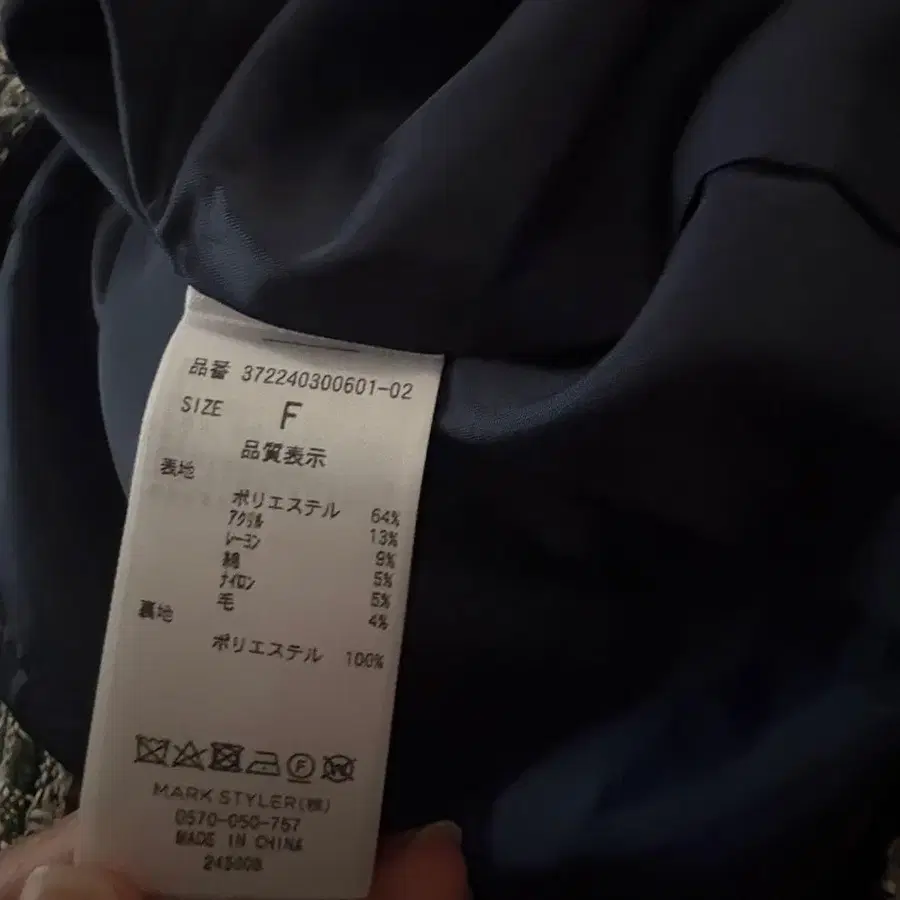 品番 372240300601-02
SIZE F
品質表示
表地
ポリエステル 64%
アクリル 13%
レーヨン 9%
綿 5%
ナイロン 5%
毛 4%
裏地
ポリエステル 100%
F
W
MARK STYLER(株)
0570-050-757
MADE IN CHINA